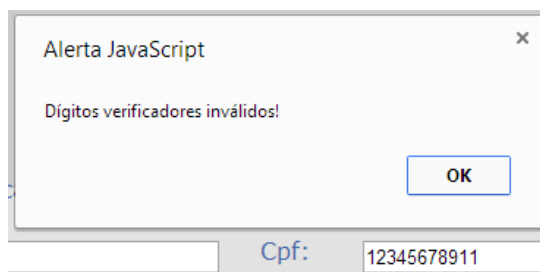 Alerta JavaScript
Dígitos verificadores inválidos!
OK
Cpf: 12345678911